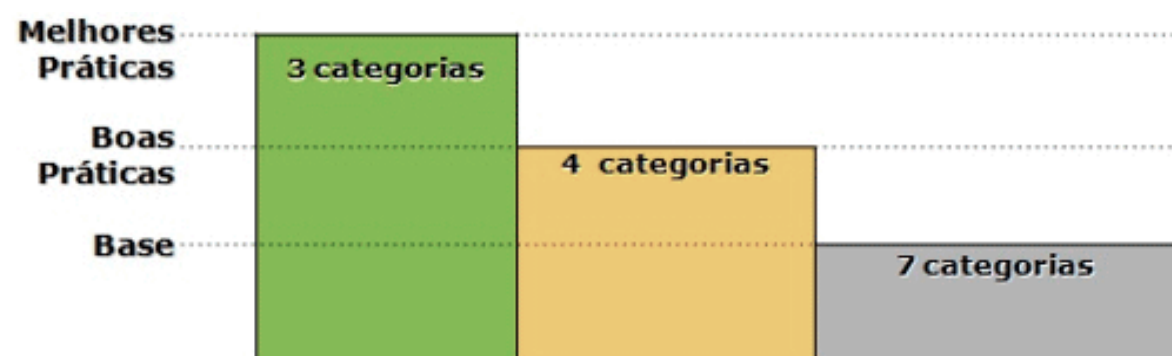 Melhores
Práticas
3 categorias
Boas
Práticas
4 categorias
Base
7 categorias